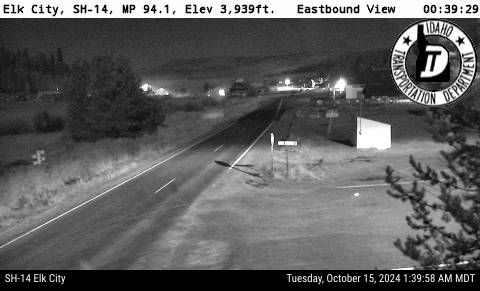 Elk City, SH-14, MP 94.1, Elev 3,939ft. Eastbound View 00:39:29
IDAHO
TRANSPORTATION DEPARTMENT
SH-14 Elk City Tuesday, October 15, 2024 1:39:58 AM MDT